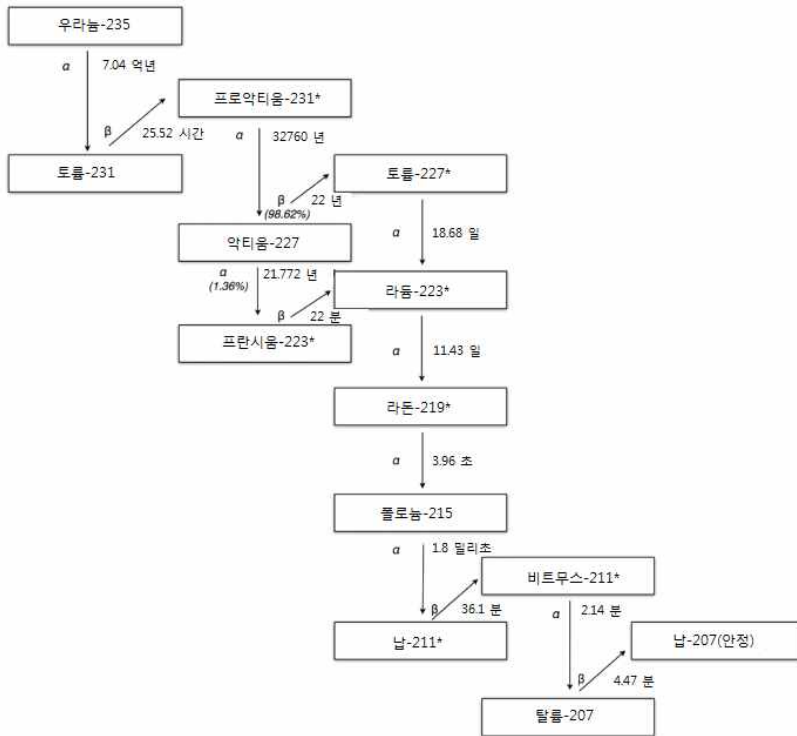 우라늄-235
α 7.04 억년
프로악티움-231*
β 25.52 시간
α 32760 년
토륨-231
토륨-227*
β 22 년
(98.62%)
α 18.68 일
악티움-227
α 21.772 년
(1.36%)
라듐-223*
β 22 분
프란시움-223*
α 11.43 일
라돈-219*
α 3.96 초
폴로늄-215
α 1.8 밀리초
비트무스-211*
β 36.1 분
α 2.14 분
납-211*
납-207(안정)
β 4.47 분
탈륨-207